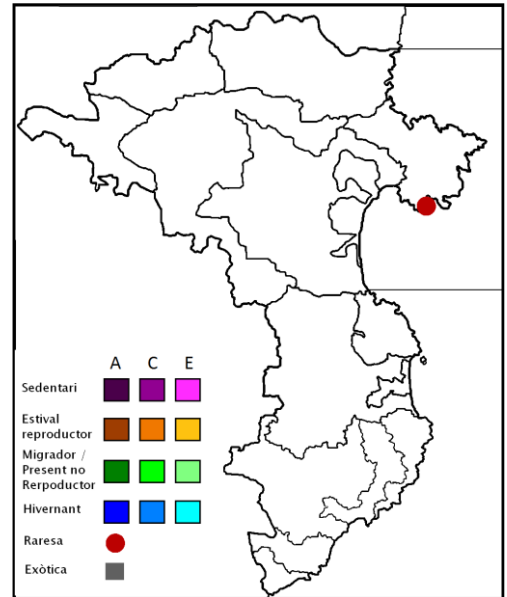 A C E
Sedentari
Estival
reproductor
Migrador /
Present no
Rerpoductor
Hivernant
Raresa
Exòtica